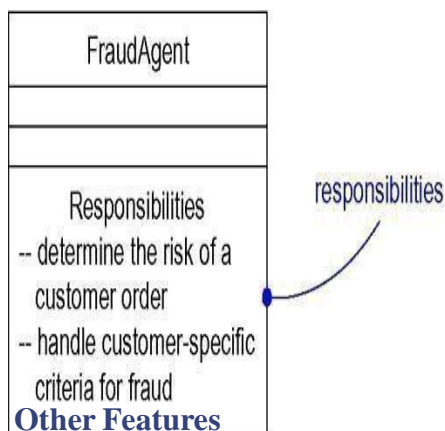 FraudAgent
Responsibilities
-- determine the risk of a
customer order
-- handle customer-specific
criteria for fraud
responsibilities
Other Features